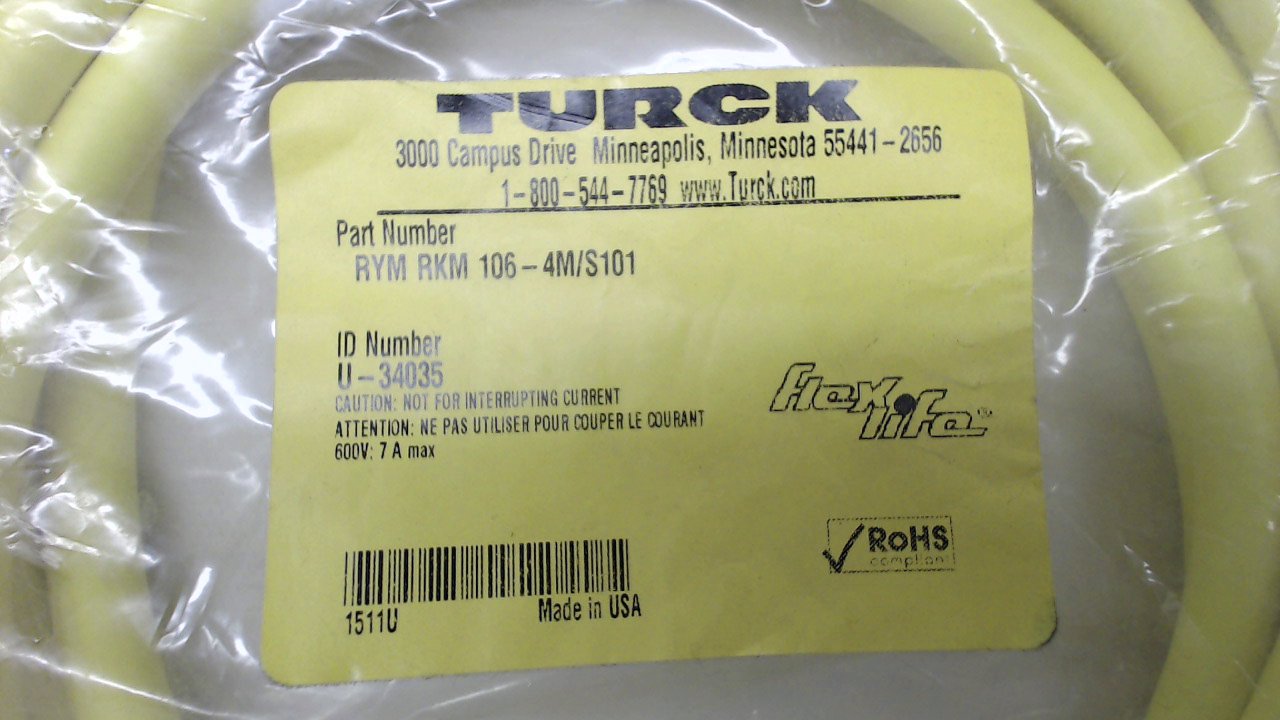 TURCK
3000 Campus Drive Minneapolis, Minnesota 55441-2656
1-800-544-7769 www.Turck.com
Part Number
RYM RKM 106-4M/S101
ID Number
U-34035
CAUTION: NOT FOR INTERRUPTING CURRENT
ATTENTION: NE PAS UTILISER POUR COUPER LE COURANT
600V: 7 A max
flexlife®
RoHS
compliant
1511U
Made in USA